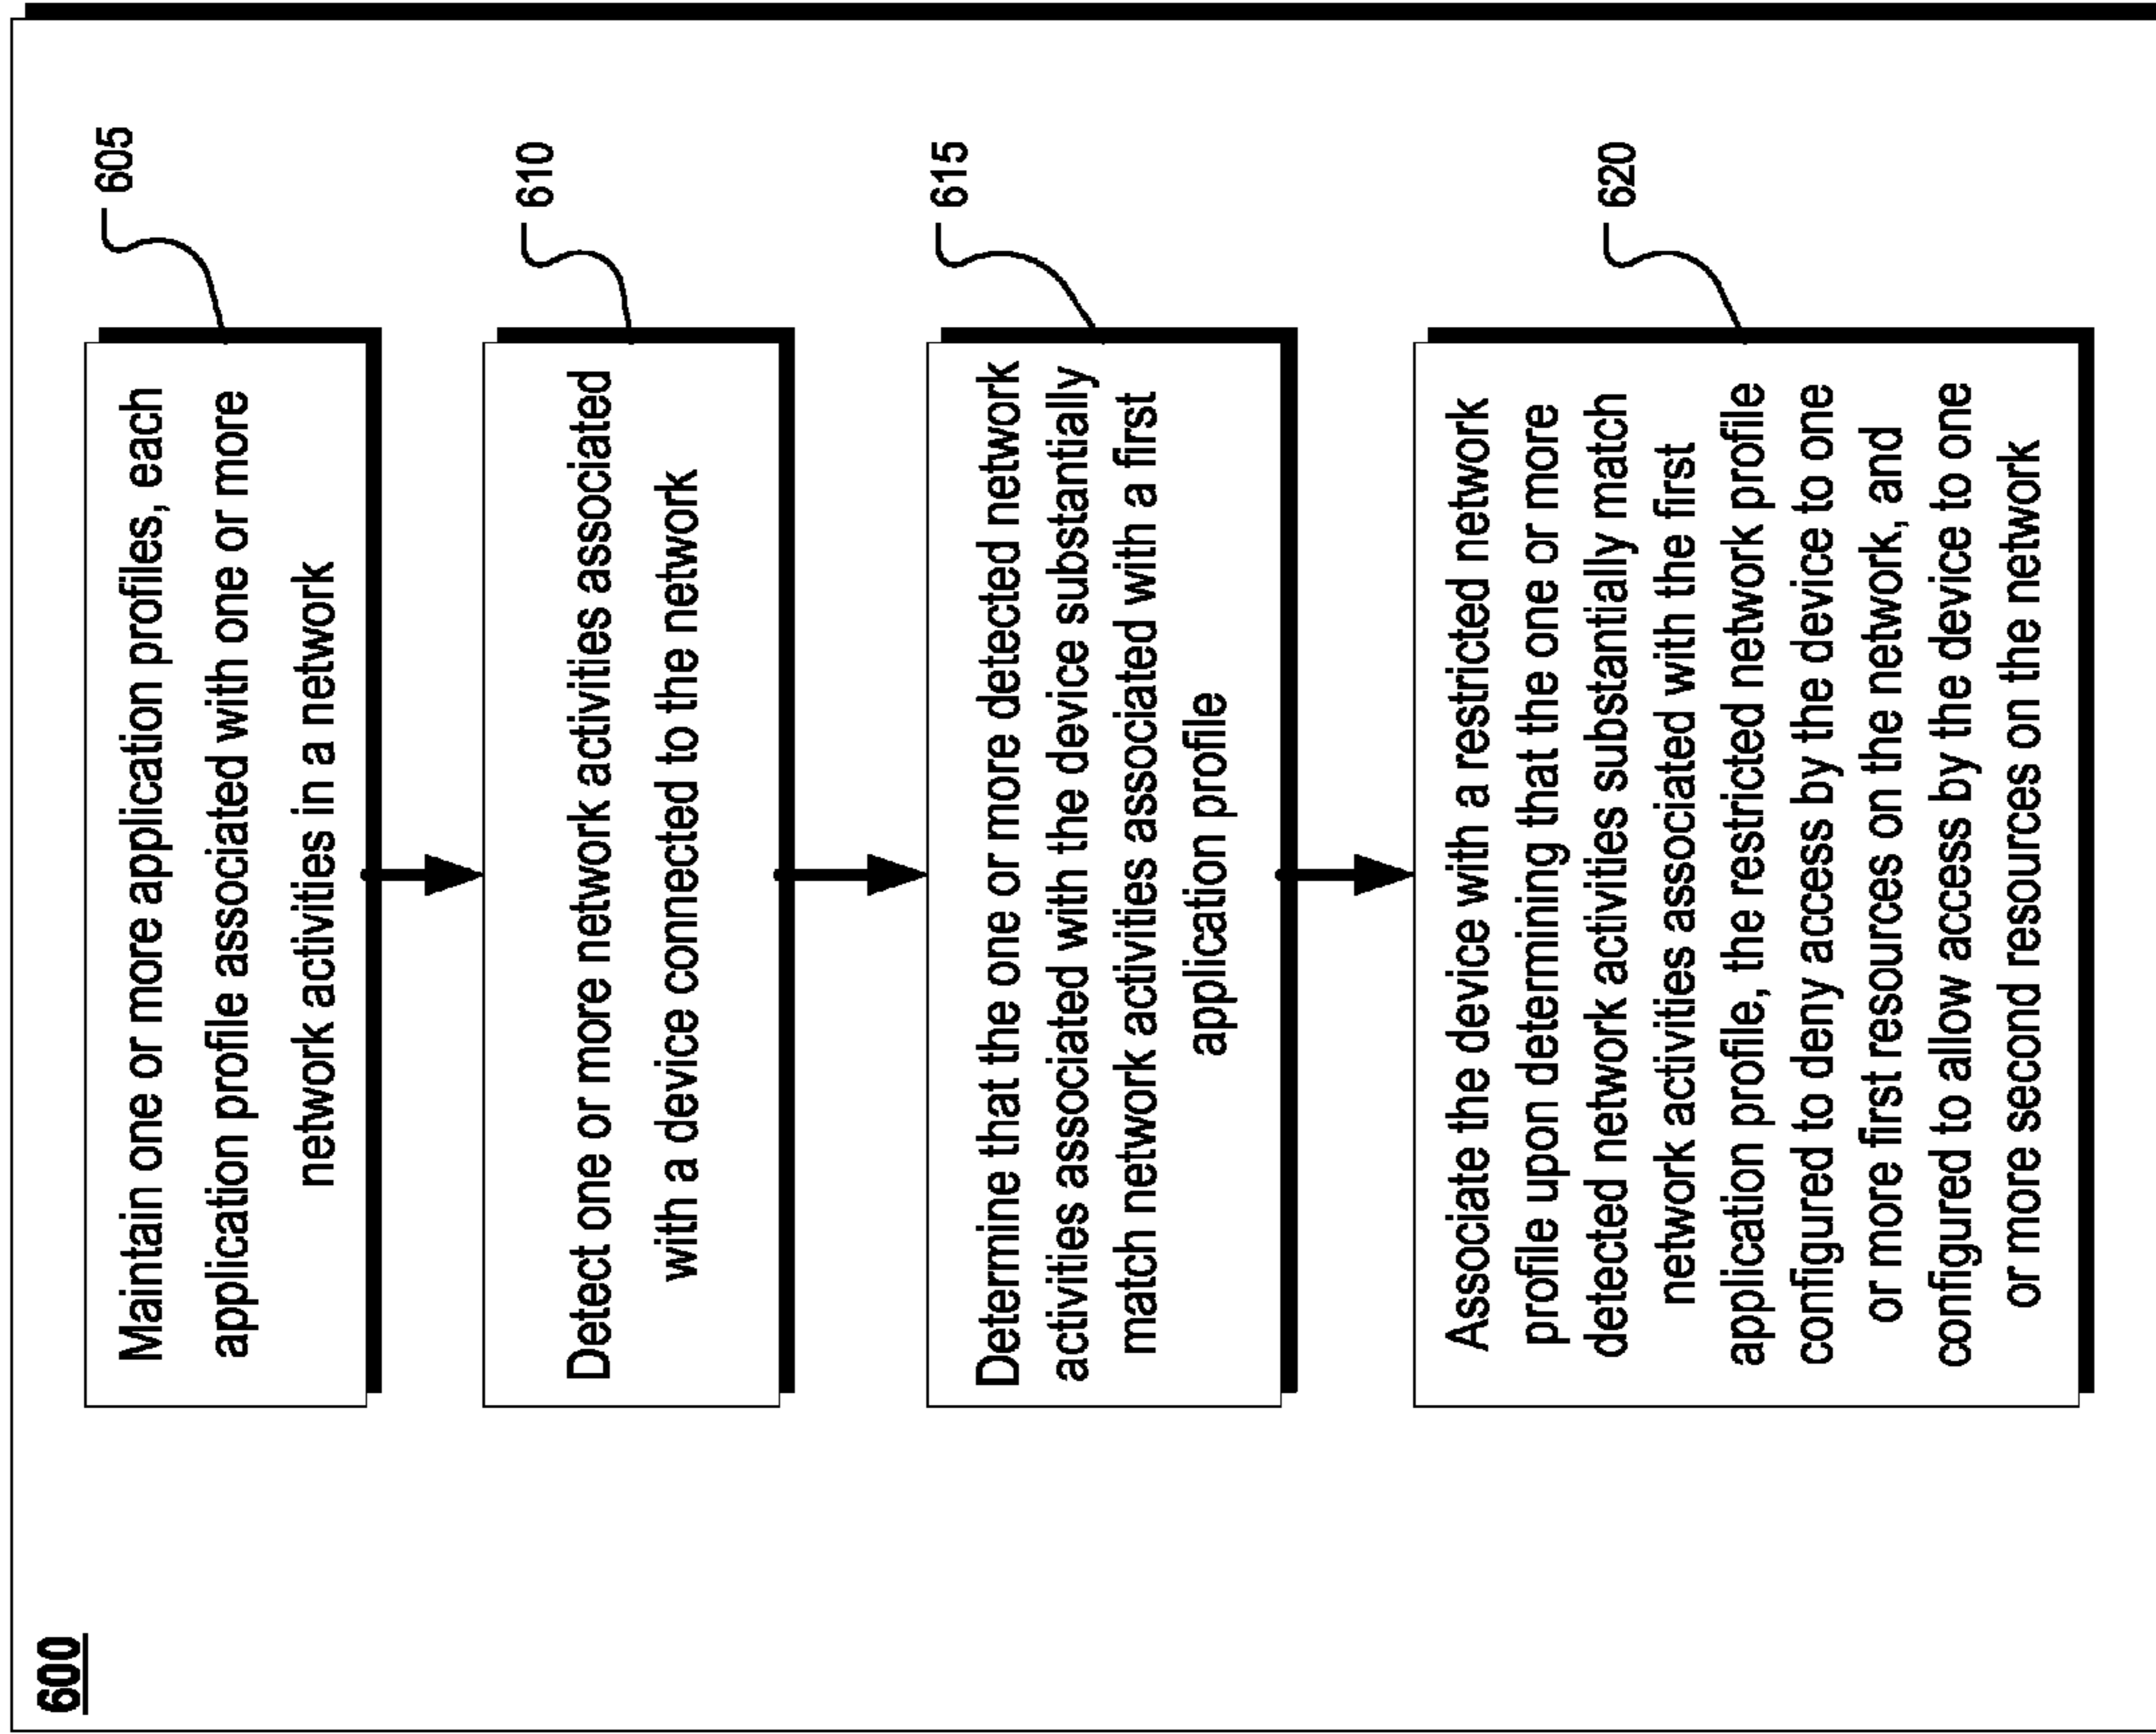 600
Maintain one or more application profiles, each
application profile associated with one or more
network activities in a network
605
Detect one or more network activities associated
with a device connected to the network
610
Determine that the one or more detected network
activities associated with the device substantially
match network activities associated with a first
application profile
615
Associate the device with a restricted network
profile upon determining that the one or more
detected network activities substantially match
network activities associated with the first
application profile, the restricted network profile
configured to deny access by the device to one
or more first resources on the network, and
configured to allow access by the device to one
or more second resources on the network
620